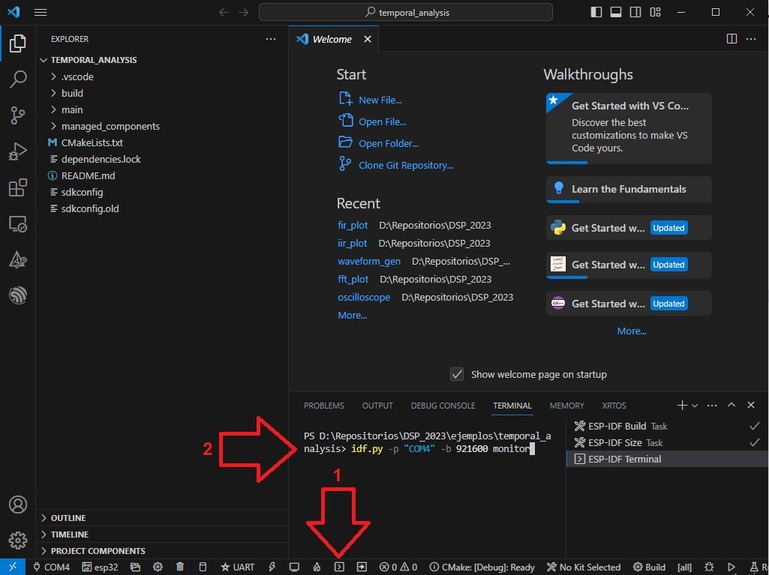 temporal_analysis
EXPLORER
TEMPORAL_ANALYSIS
.vscode
build
main
managed_components
CMakeLists.txt
dependencies.lock
README.md
sdkconfig
sdkconfig.old
OUTLINE
TIMELINE
PROJECT COMPONENTS
Welcome
Start
New File...
Open File...
Open Folder...
Clone Git Repository...
Recent
fir_plot D:\Repositorios\DSP_2023
iir_plot D:\Repositorios\DSP_2023
waveform_gen D:\Repositorios\DSP_...
fft_plot D:\Repositorios\DSP_2023
oscilloscope D:\Repositorios\DSP_2023
More...
Walkthroughs
Get Started with VS Co...
Discover the best
customizations to make VS
Code yours.
Learn the Fundamentals
Get Started w... Updated
Get Started w... Updated
Get Started w... Updated
More...
Show welcome page on startup
PROBLEMS OUTPUT DEBUG CONSOLE TERMINAL MEMORY XRTOS
PS D:\Repositorios\DSP_2023\ejemplos\temporal_a
nalysis> idf.py -p "COM4" -b 921600 monitor
ESP-IDF Build Task
ESP-IDF Size Task
ESP-IDF Terminal
2
1
COM4 esp32 UART 0 0 CMake: [Debug]: Ready No Kit Selected Build [all]